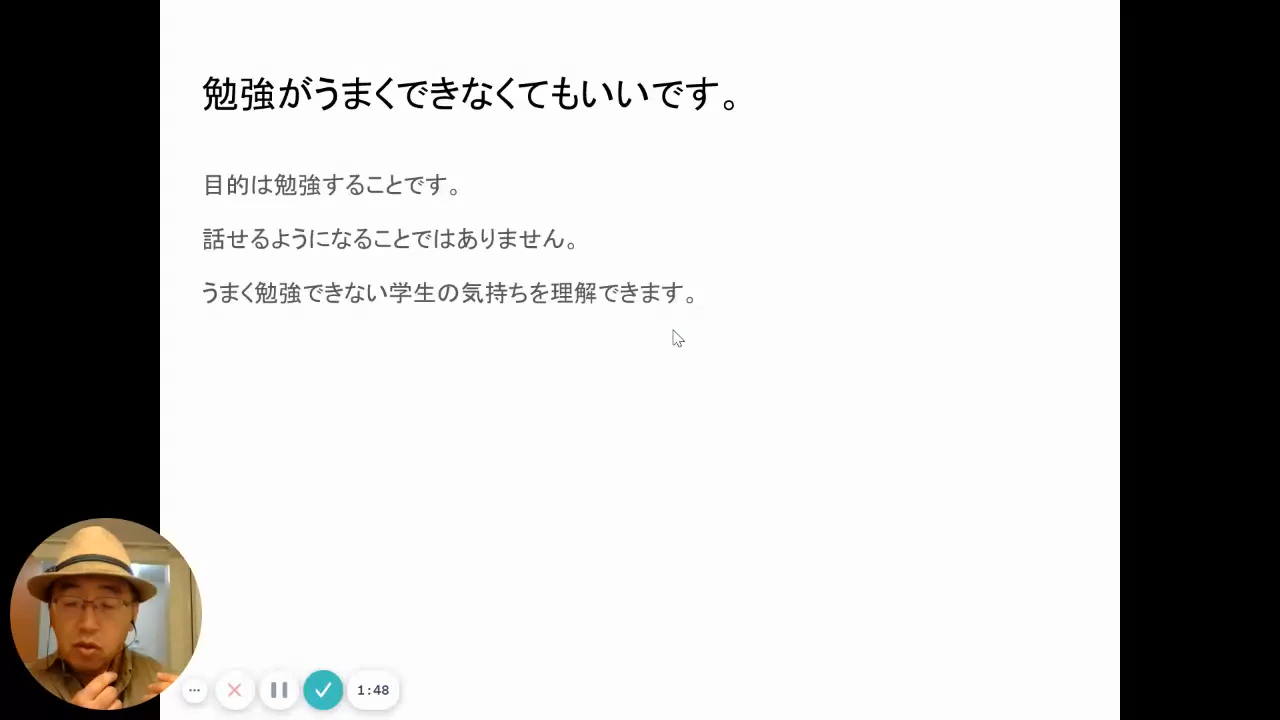 勉強がうまくできなくてもいいです。
目的は勉強することです。
話せるようになることではありません。
うまく勉強できない学生の気持ちを理解できます。
1:48